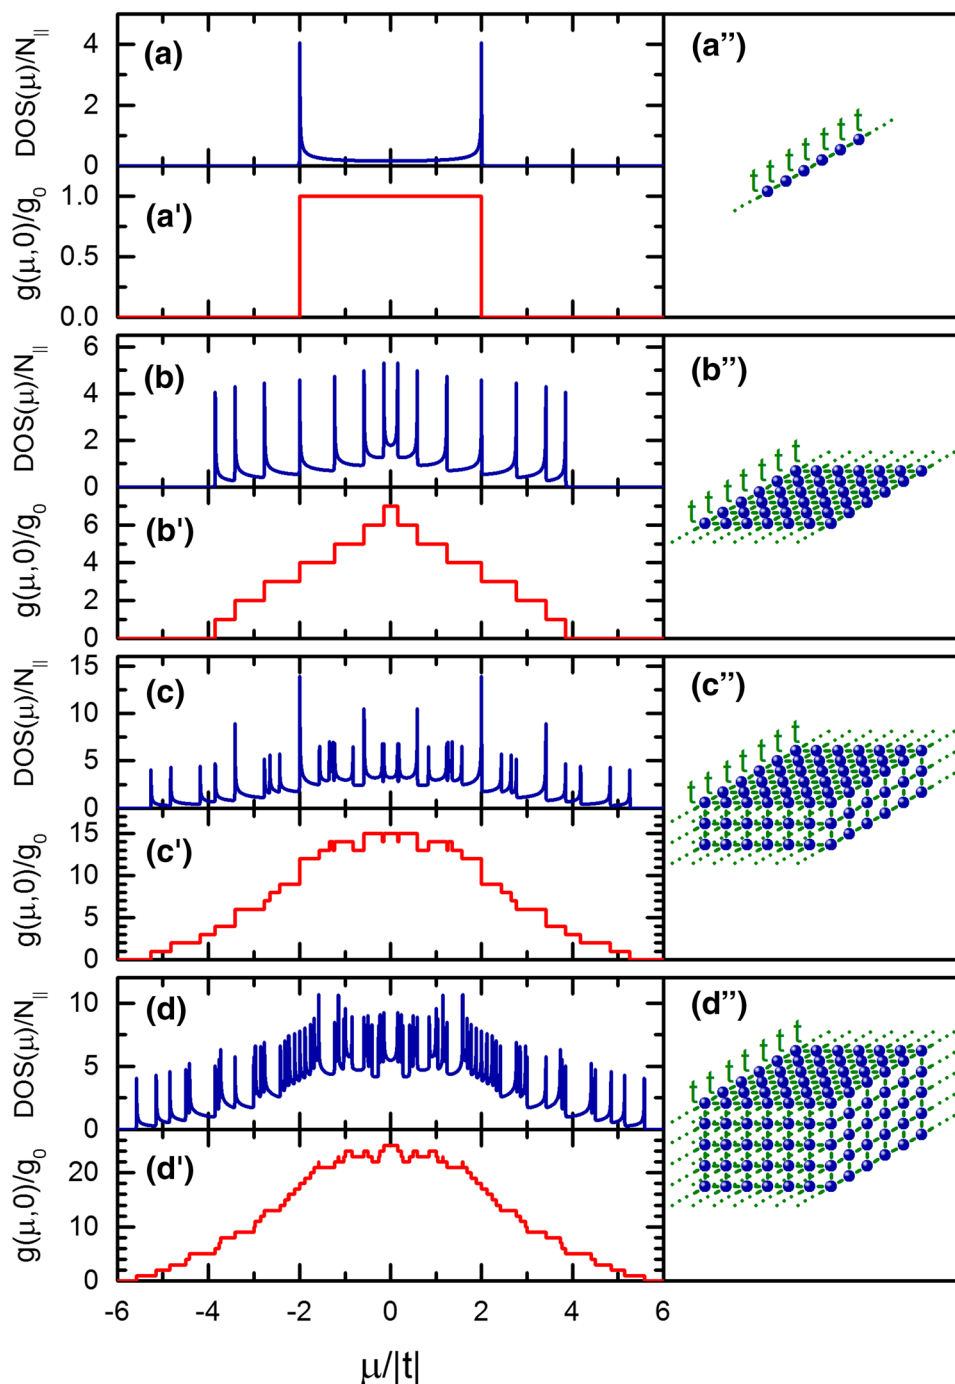 (a)
DOS(μ)/N||
4
2
0
(a")
t t t t t t
(a')
g(μ,0)/g0
1.0
0.5
0.0
(b)
DOS(μ)/N||
6
4
2
0
(b")
t t t t t t
(b')
g(μ,0)/g0
6
4
2
0
(c)
DOS(μ)/N||
15
10
5
0
(c")
t t t t t t
(c')
g(μ,0)/g0
15
10
5
0
(d)
DOS(μ)/N||
10
5
0
(d")
t t t t t t
(d')
g(μ,0)/g0
20
10
0
-6 -4 -2 0 2 4 6
μ/|t|